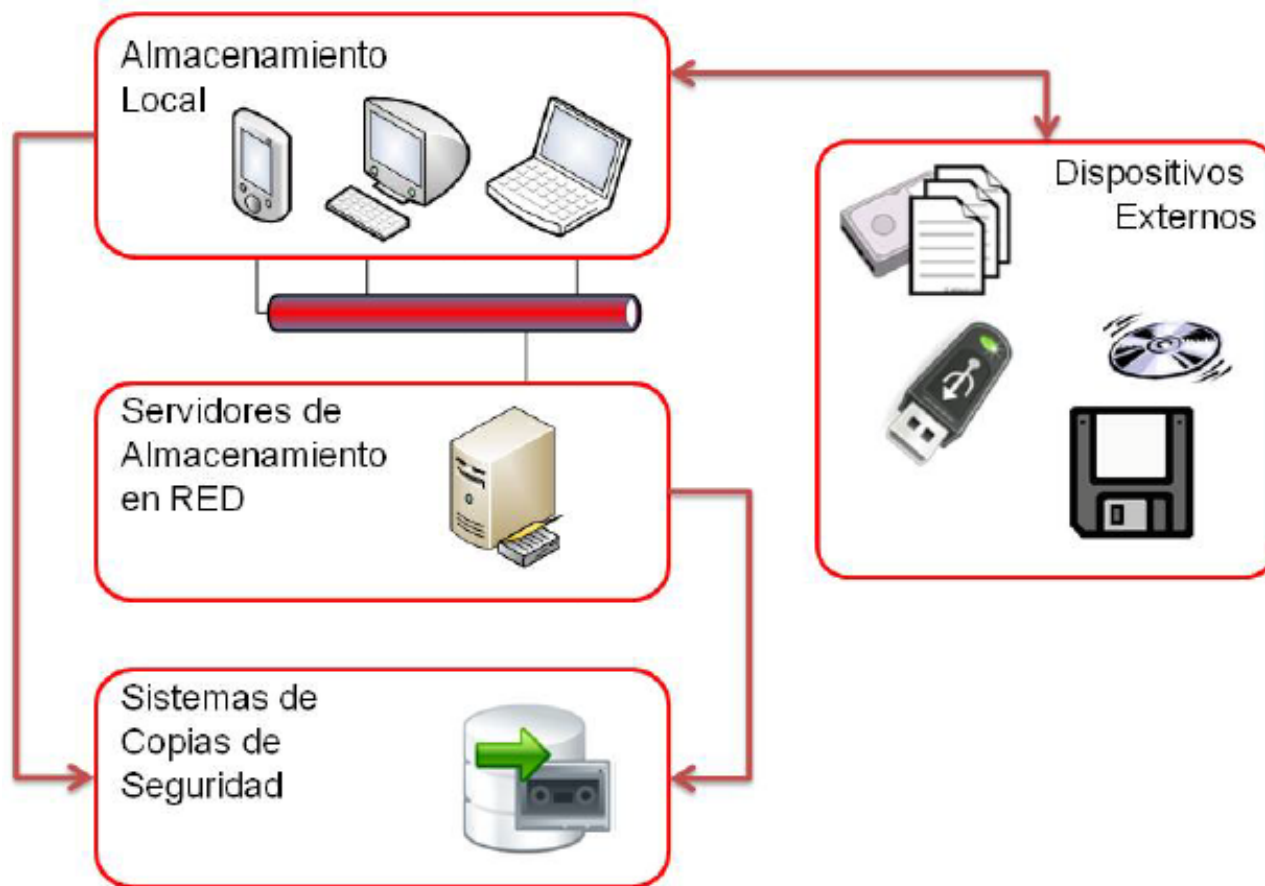 Almacenamiento
Local
Dispositivos
Externos
Servidores de
Almacenamiento
en RED
Sistemas de
Copias de
Seguridad